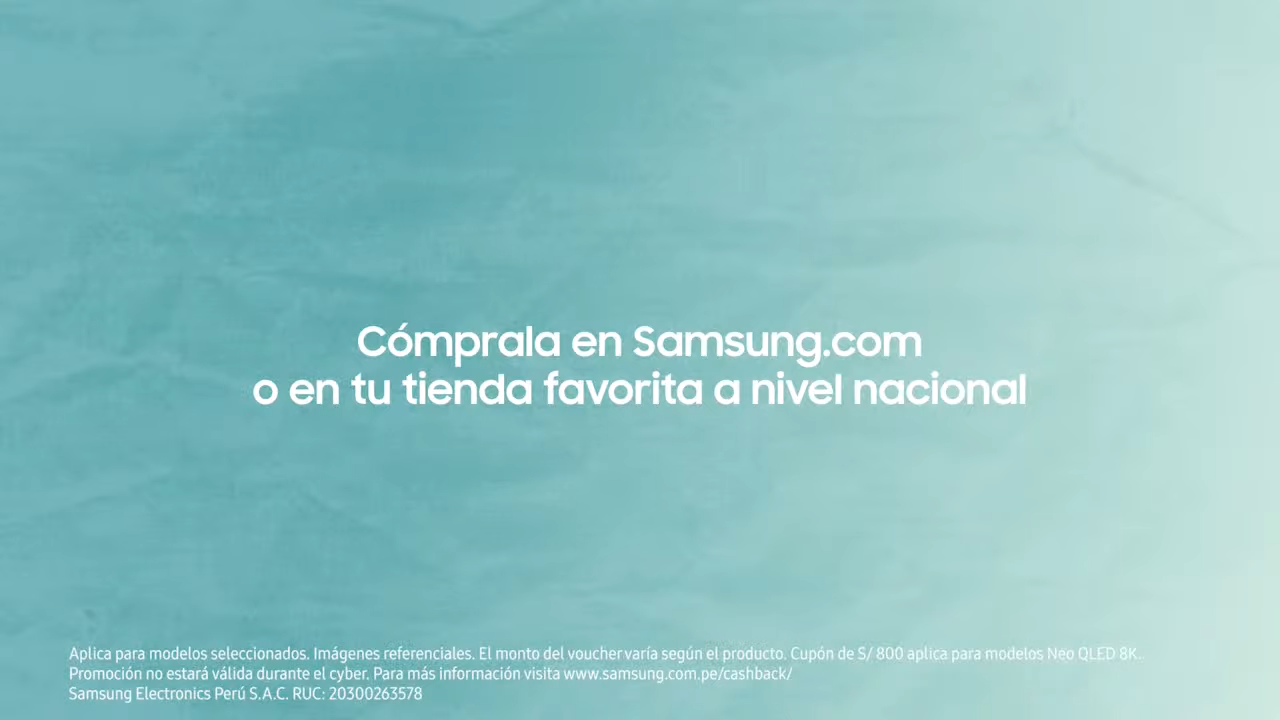 Cómprala en Samsung.com
o en tu tienda favorita a nivel nacional
Aplica para modelos seleccionados. Imágenes referenciales. El monto del voucher varía según el producto. Cupón de S/ 800 aplica para modelos Neo QLED 8K.
Promoción no estará válida durante el cyber. Para más información visita www.samsung.com.pe/cashback/
Samsung Electronics Perú S.A.C. RUC: 20300263578